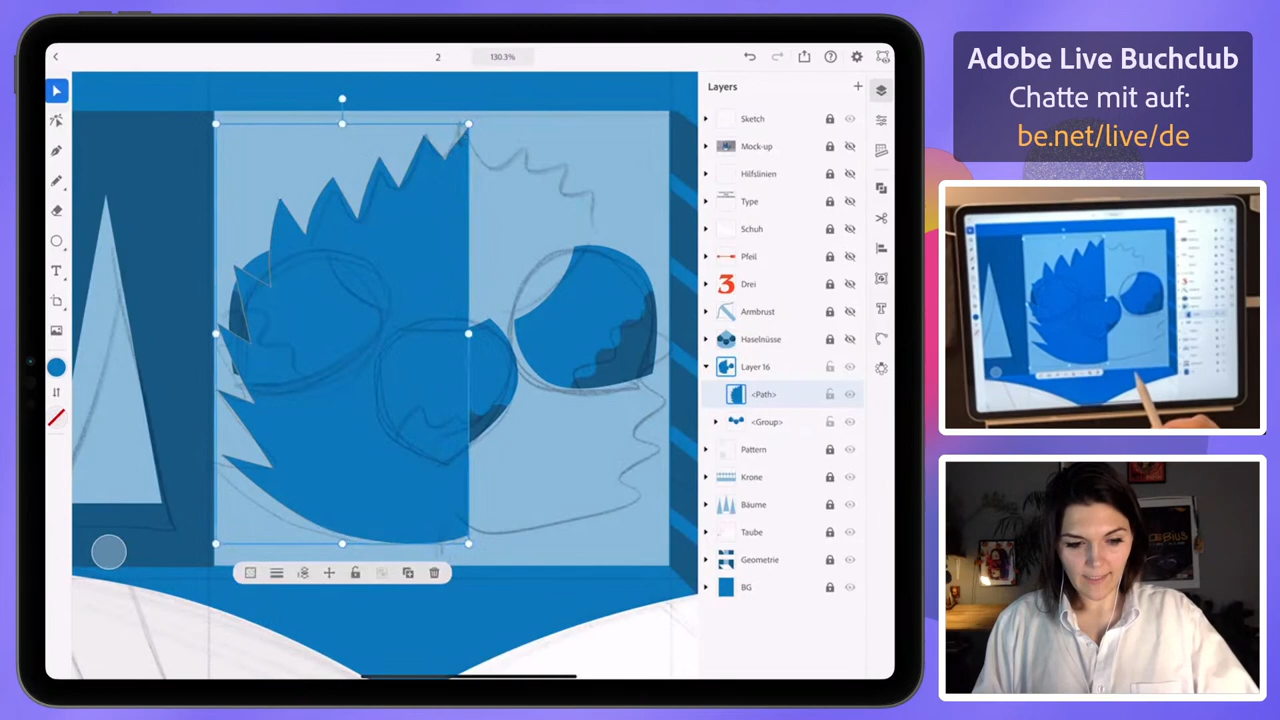 2
130.3%
Layers
Sketch
Mock-up
Hilfslinien
Type
Schuh
Pfeil
3
Drei
Armbrust
Haselnüsse
Layer 16
<Path>
<Group>
Pattern
Krone
Bäume
Taube
Geometrie
BG
T
Adobe Live Buchclub
Chatte mit auf:
be.net/live/de